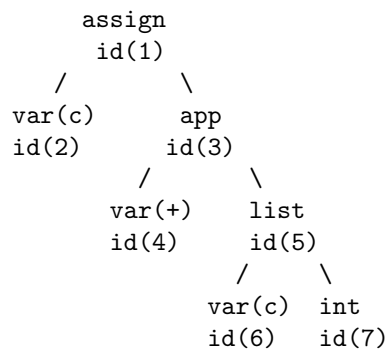 assign
id(1)
/ \
var(c) app
id(2) id(3)
/ \
var(+) list
id(4) id(5)
/ \
var(c) int
id(6) id(7)